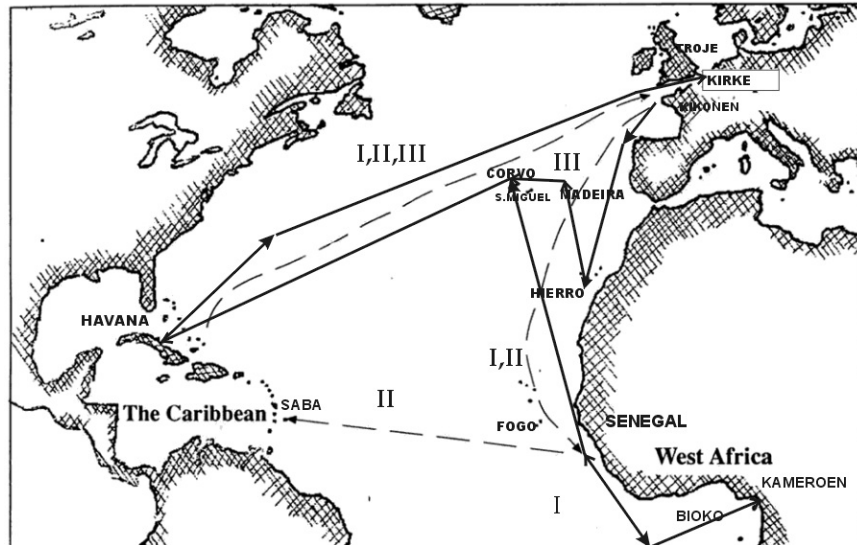 TROJE
KIRKE
KIKONEN
I,II,III
III
CORVO
S.MIGUEL
MADEIRA
HIERRO
HAVANA
I,II
II
SABA
The Caribbean
FOGO
SENEGAL
West Africa
KAMEROEN
I
BIOKO